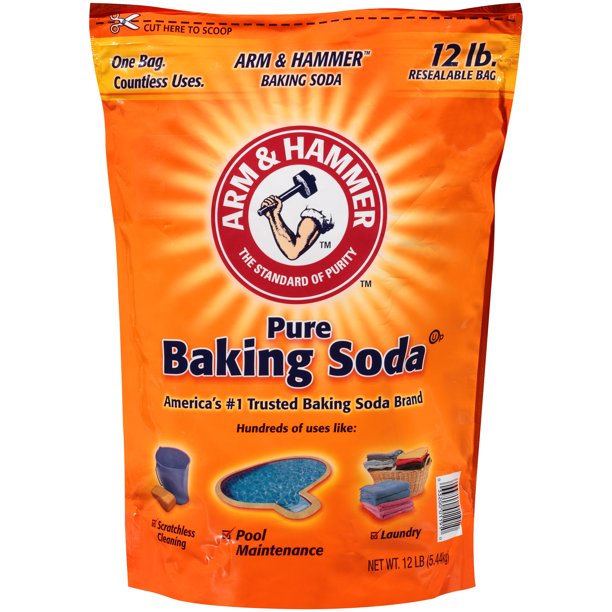 CUT HERE TO SCOOP
One Bag.
Countless Uses.
ARM & HAMMER™
BAKING SODA
12 lb.
RESEALABLE BAG
ARM & HAMMER
THE STANDARD OF PURITY
TM
TM
Pure
Baking Soda
America's #1 Trusted Baking Soda Brand
Hundreds of uses like:
Scratchless
Cleaning
Pool
Maintenance
Laundry
NET WT. 12 LB (5.44kg)